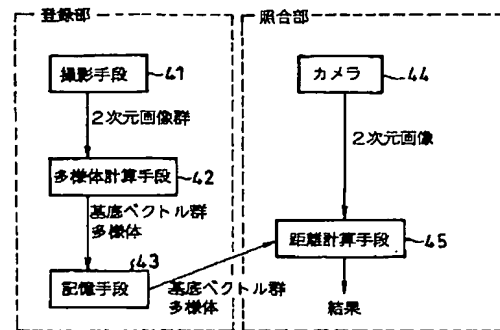 登録部
撮影手段
41
2次元画像群
多様体計算手段
42
基底ベクトル群
多様体
43
記憶手段
基底ベクトル群
多様体
照合部
カメラ
44
2次元画像
距離計算手段
45
結果